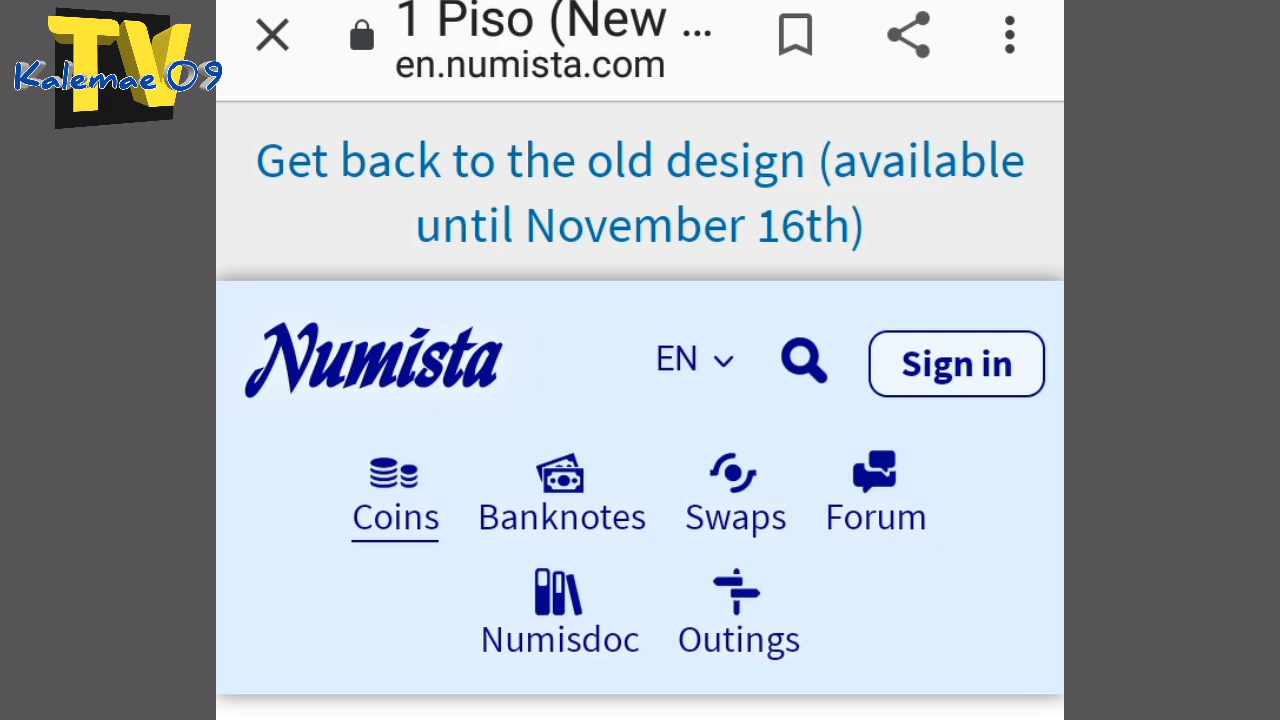 TV
Kalemae 09
1 Piso (New ...
en.numista.com
Get back to the old design (available
until November 16th)
Numista
EN
Sign in
Coins Banknotes Swaps Forum
Numisdoc Outings